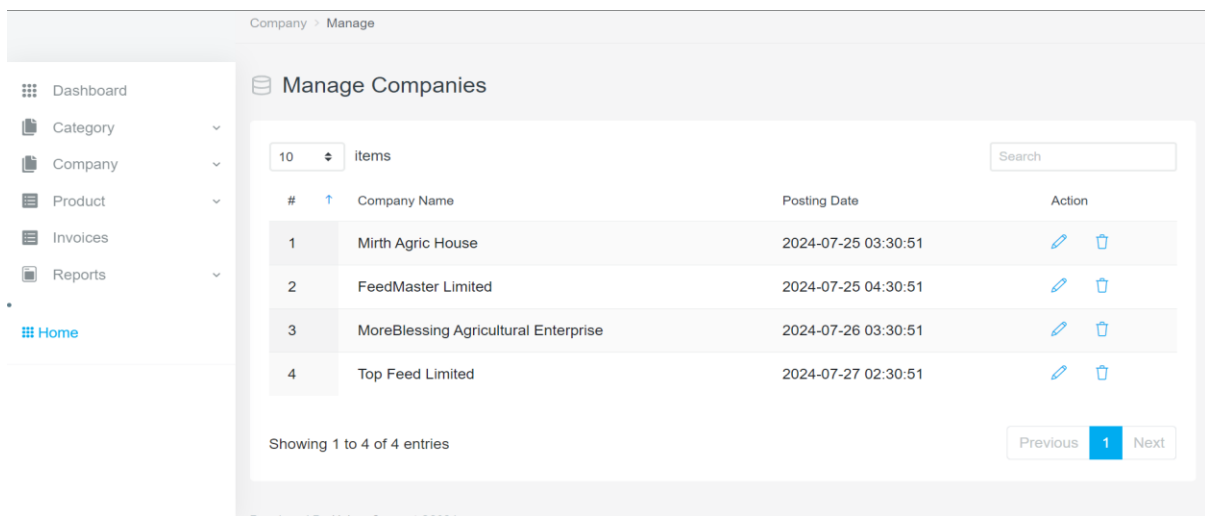 Company > Manage
Dashboard
Category
Company
Product
Invoices
Reports
Home
Manage Companies
10 items Search
# ↑ Company Name Posting Date Action
1 Mirth Agric House 2024-07-25 03:30:51
2 FeedMaster Limited 2024-07-25 04:30:51
3 MoreBlessing Agricultural Enterprise 2024-07-26 03:30:51
4 Top Feed Limited 2024-07-27 02:30:51
Showing 1 to 4 of 4 entries Previous 1 Next